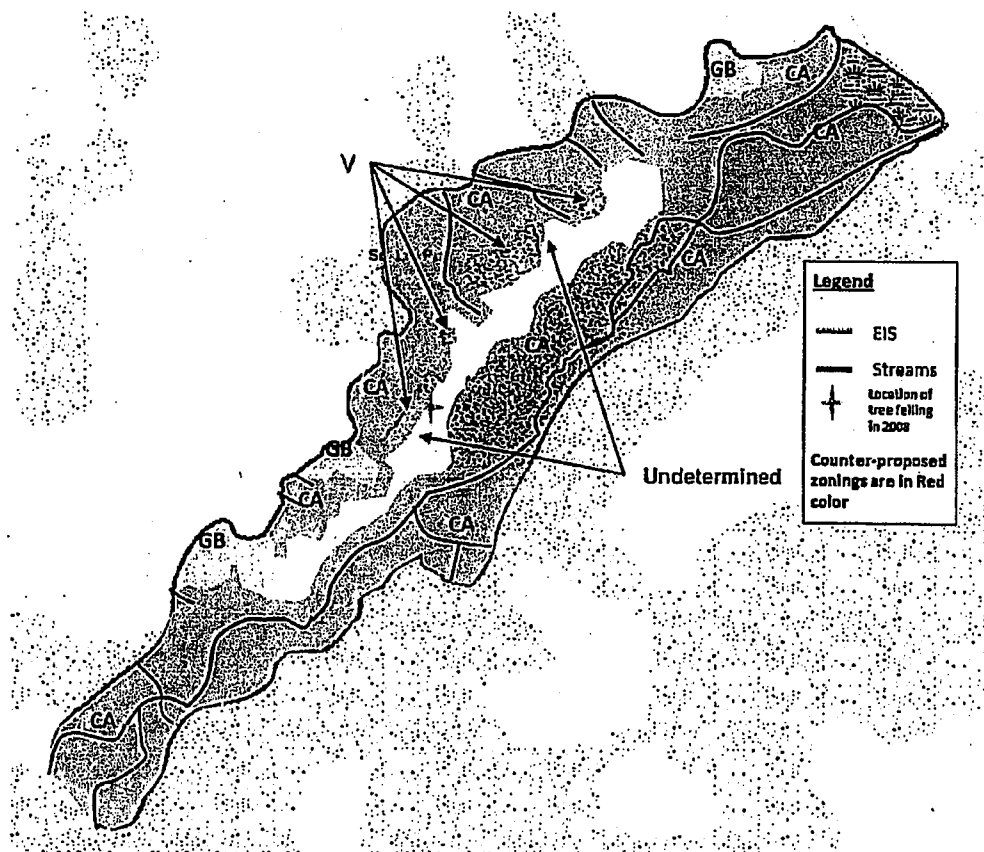 GB
CA
CA
V
CA
CA
CA
CA
GB
CA
GB
CA
CA
Undetermined
Legend
EIS
Streams
Location of
tree felling
in 2008
Counter-proposed
zonings are in Red
color